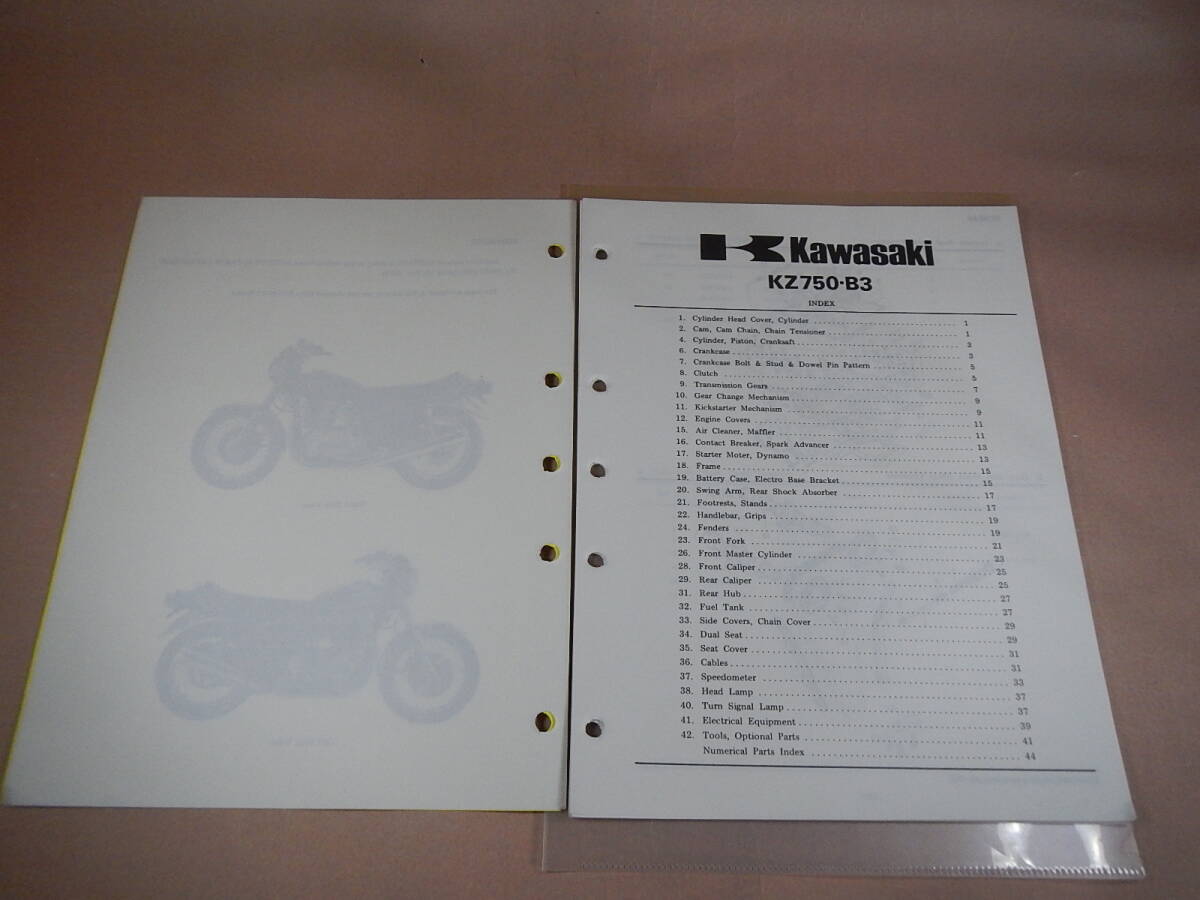 Kawasaki
KZ750-B3
INDEX
1. Cylinder Head Cover, Cylinder 1
2. Cam, Cam Chain, Chain Tensioner 1
4. Cylinder, Piston, Cranksaft 3
6. Crankcase 3
7. Crankcase Bolt & Stud & Dowel Pin Pattern 5
8. Clutch 5
9. Transmission Gears 7
10. Gear Change Mechanism 9
11. Kickstarter Mechanism 9
12. Engine Covers 11
15. Air Cleaner, Maffler 11
16. Contact Breaker, Spark Advancer 13
17. Starter Moter, Dynamo 13
18. Frame 15
19. Battery Case, Electro Base Bracket 15
20. Swing Arm, Rear Shock Absorber 17
21. Footrests, Stands 17
22. Handlebar, Grips 19
24. Fenders 19
23. Front Fork 21
26. Front Master Cylinder 23
28. Front Caliper 25
29. Rear Caliper 25
31. Rear Hub 27
32. Fuel Tank 27
33. Side Covers, Chain Cover 29
34. Dual Seat 29
35. Seat Cover 31
36. Cables 31
37. Speedometer 33
38. Head Lamp 37
40. Turn Signal Lamp 37
41. Electrical Equipment 39
42. Tools, Optional Parts 41
Numerical Parts Index 44